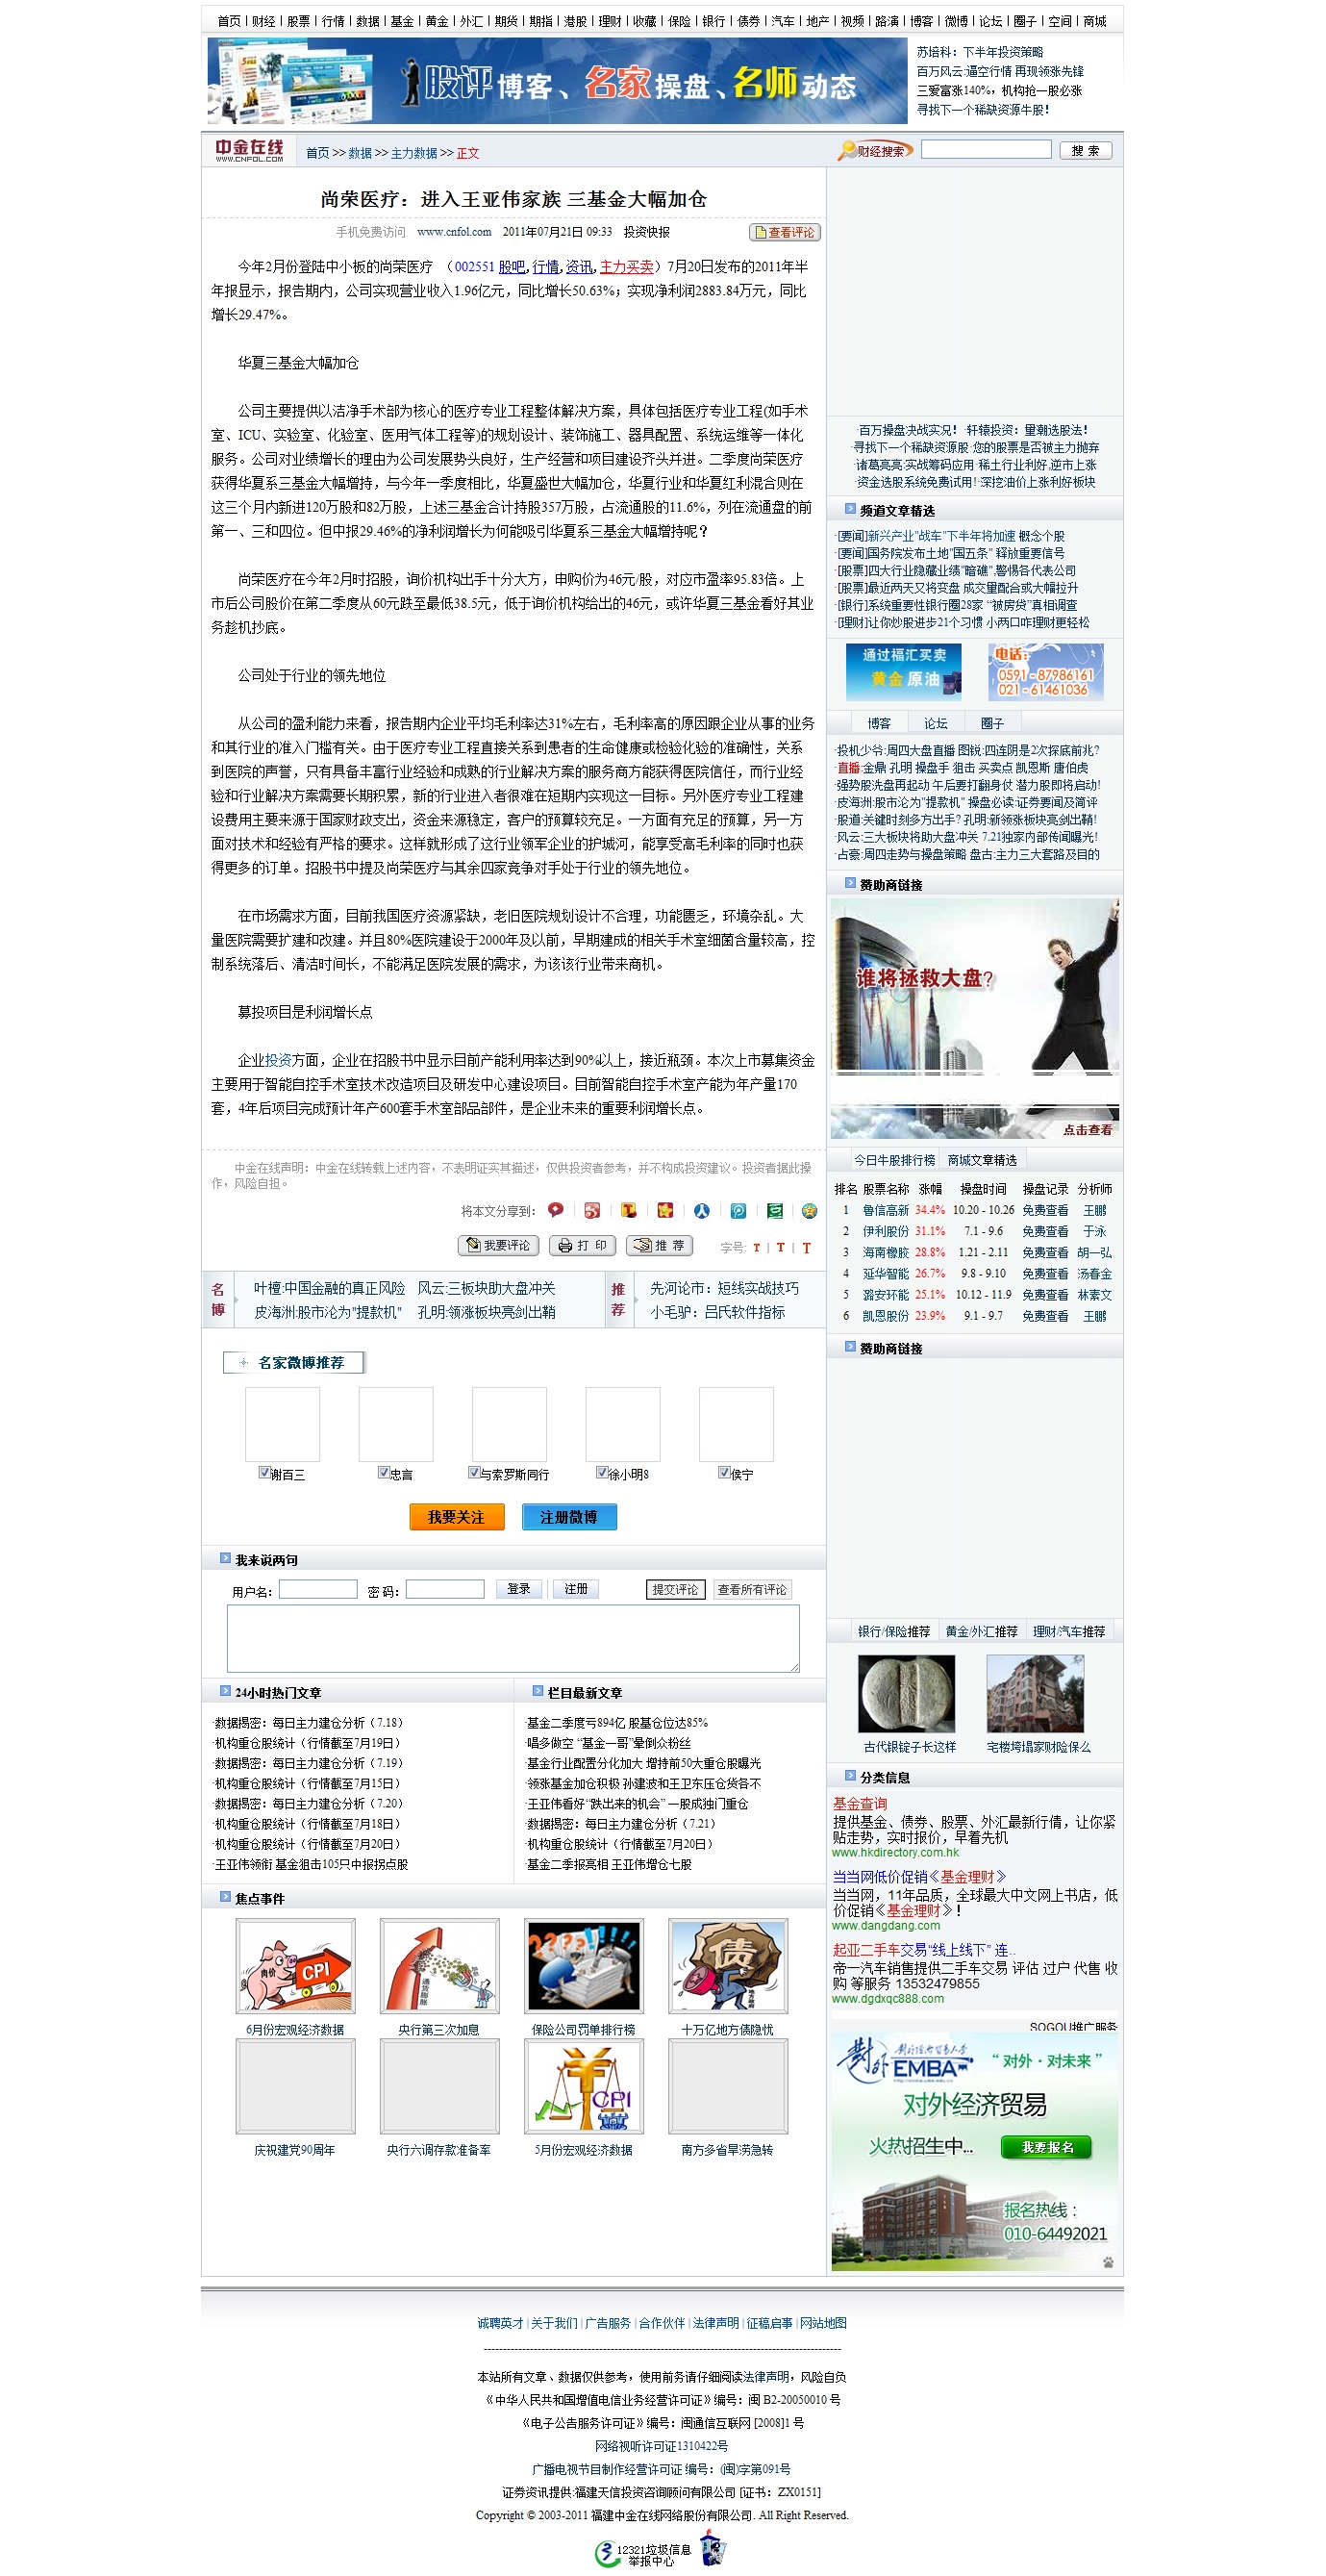 首页 | 财经 | 股票 | 行情 | 数据 | 基金 | 黄金 | 外汇 | 期货 | 期指 | 港股 | 理财 | 收藏 | 保险 | 银行 | 债券 | 汽车 | 地产 | 视频 | 路演 | 博客 | 微博 | 论坛 | 圈子 | 空间 | 商城
股评博客、名家操盘、名师动态
苏培科：下半年投资策略
百万风云:逼空行情 再现领涨先锋
三爱富涨140%，机构抢一股必涨
寻找下一个稀缺资源牛股！
中金在线
WWW.CNFOL.COM
首页 >> 数据 >> 主力数据 >> 正文
财经搜索
搜 索
尚荣医疗：进入王亚伟家族 三基金大幅加仓
手机免费访问 www.cnfol.com 2011年07月21日 09:33 投资快报
查看评论
今年2月份登陆中小板的尚荣医疗 （002551 股吧,行情,资讯,主力买卖）7月20日发布的2011年半
年报显示，报告期内，公司实现营业收入1.96亿元，同比增长50.63%；实现净利润2883.84万元，同比
增长29.47%。
华夏三基金大幅加仓
公司主要提供以洁净手术部为核心的医疗专业工程整体解决方案，具体包括医疗专业工程(如手术
室、ICU、实验室、化验室、医用气体工程等)的规划设计、装饰施工、器具配置、系统运维等一体化
服务。公司对业绩增长的理由为公司发展势头良好，生产经营和项目建设齐头并进。二季度尚荣医疗
获得华夏系三基金大幅增持，与今年一季度相比，华夏盛世大幅加仓，华夏行业和华夏红利混合则在
这三个月内新进120万股和82万股，上述三基金合计持股357万股，占流通股的11.6%，列在流通盘的前
第一、三和四位。但中报29.46%的净利润增长为何能吸引华夏系三基金大幅增持呢？
尚荣医疗在今年2月时招股，询价机构出手十分大方，申购价为46元/股，对应市盈率95.83倍。上
市后公司股价在第二季度从60元跌至最低38.5元，低于询价机构给出的46元，或许华夏三基金看好其业
务趁机抄底。
公司处于行业的领先地位
从公司的盈利能力来看，报告期内企业平均毛利率达31%左右，毛利率高的原因跟企业从事的业务
和其行业的准入门槛有关。由于医疗专业工程直接关系到患者的生命健康或检验化验的准确性，关系
到医院的声誉，只有具备丰富行业经验和成熟的行业解决方案的服务商方能获得医院信任，而行业经
验和行业解决方案需要长期积累，新的行业进入者很难在短期内实现这一目标。另外医疗专业工程建
设费用主要来源于国家财政支出，资金来源稳定，客户的预算较充足。一方面有充足的预算，另一方
面对技术和经验有严格的要求。这样就形成了这行业领军企业的护城河，能享受高毛利率的同时也获
得更多的订单。招股书中提及尚荣医疗与其余四家竞争对手处于行业的领先地位。
在市场需求方面，目前我国医疗资源紧缺，老旧医院规划设计不合理，功能匮乏，环境杂乱。大
量医院需要扩建和改建。并且80%医院建设于2000年及以前，早期建成的相关手术室细菌含量较高，控
制系统落后、清洁时间长，不能满足医院发展的需求，为该该行业带来商机。
募投项目是利润增长点
企业投资方面，企业在招股书中显示目前产能利用率达到90%以上，接近瓶颈。本次上市募集资金
主要用于智能自控手术室技术改造项目及研发中心建设项目。目前智能自控手术室产能为年产量170
套，4年后项目完成预计年产600套手术室部品部件，是企业未来的重要利润增长点。
中金在线声明：中金在线转载上述内容，不表明证实其描述，仅供投资者参考，并不构成投资建议。投资者据此操
作，风险自担。
将本文分享到：
我要评论 打 印 推 荐 字号: T | T | T
名博
叶檀:中国金融的真正风险 风云:三板块助大盘冲关
皮海洲:股市沦为"提款机" 孔明:领涨板块亮剑出鞘
推荐
先河论市：短线实战技巧
小毛驴：吕氏软件指标
名家微博推荐
谢百三 忠言 与索罗斯同行 徐小明8 侯宁
我要关注 注册微博
我来说两句
用户名： 密 码： 登录 注册 提交评论 查看所有评论
24小时热门文章
·数据揭密：每日主力建仓分析（7.18）
·机构重仓股统计（行情截至7月19日）
·数据揭密：每日主力建仓分析（7.19）
·机构重仓股统计（行情截至7月15日）
·数据揭密：每日主力建仓分析（7.20）
·机构重仓股统计（行情截至7月18日）
·机构重仓股统计（行情截至7月20日）
·王亚伟领衔 基金狙击105只中报拐点股
栏目最新文章
·基金二季度亏894亿 股基仓位达85%
·唱多做空 “基金一哥”晕倒众粉丝
·基金行业配置分化加大 增持前50大重仓股曝光
·领涨基金加仓积极 孙建波和王卫东压仓货各不
·王亚伟看好“跌出来的机会” 一股成独门重仓
·数据揭密：每日主力建仓分析（7.21）
·机构重仓股统计（行情截至7月20日）
·基金二季报亮相 王亚伟增仓七股
焦点事件
肉价 CPI
通货膨胀
债
地方政府
6月份宏观经济数据 央行第三次加息 保险公司罚单排行榜 十万亿地方债隐忧
CPI
庆祝建党90周年 央行六调存款准备率 5月份宏观经济数据 南方多省旱涝急转
·百万操盘决战实况！·轩辕投资：量潮选股法！
·寻找下一个稀缺资源股·您的股票是否被主力抛弃
·诸葛亮亮:实战筹码应用·稀土行业利好,逆市上涨
·资金选股系统免费试用!·深挖油价上涨利好板块
频道文章精选
·[要闻]新兴产业"战车"下半年将加速 概念个股
·[要闻]国务院发布土地"国五条" 释放重要信号
·[股票]四大行业隐藏业绩"暗礁",警惕各代表公司
·[股票]最近两天又将变盘 成交量配合或大幅拉升
·[银行]系统重要性银行圈28家 “被房贷”真相调查
·[理财]让你炒股进步21个习惯 小两口咋理财更轻松
通过福汇买卖
黄金 原油
电话：
0591 - 87986161
021 - 61461036
博客 论坛 圈子
·投机少爷:周四大盘直播 图锐:四连阴是2次探底前兆?
·直播:金鼎 孔明 操盘手 狙击 买卖点 凯恩斯 唐伯虎
·强势股洗盘再起动 午后要打翻身仗 潜力股即将启动!
·皮海洲:股市沦为"提款机" 操盘必读:证券要闻及简评
·股道:关键时刻多方出手? 孔明:新领涨板块亮剑出鞘!
·风云:三大板块将助大盘冲关 7.21独家内部传闻曝光!
·占豪:周四走势与操盘策略 盘古:主力三大套路及目的
赞助商链接
谁将拯救大盘?
点击查看
今日牛股排行榜 商城文章精选
排名 股票名称 涨幅 操盘时间 操盘记录 分析师
1 鲁信高新 34.4% 10.20 - 10.26 免费查看 王鹏
2 伊利股份 31.1% 7.1 - 9.6 免费查看 于泳
3 海南橡胶 28.8% 1.21 - 2.11 免费查看 胡一弘
4 延华智能 26.7% 9.8 - 9.10 免费查看 汤春金
5 潞安环能 25.1% 10.12 - 11.9 免费查看 林素文
6 凯恩股份 23.9% 9.1 - 9.7 免费查看 王鹏
赞助商链接
银行/保险推荐 黄金/外汇推荐 理财/汽车推荐
古代银锭子长这样 宅楼垮塌家财险保么
分类信息
基金查询
提供基金、债券、股票、外汇最新行情，让你紧
贴走势，实时报价，早着先机
www.hkdirectory.com.hk
当当网低价促销《基金理财》
当当网，11年品质，全球最大中文网上书店，低
价促销《基金理财》！
www.dangdang.com
起亚二手车交易“线上线下” 连..
帝一汽车销售提供二手车交易 评估 过户 代售 收
购 等服务 13532479855
www.dgdxqc888.com
SOGOU推广服务
EMBA
“ 对外 · 对未来 ”
对外经济贸易
火热招生中...
我要报名
报名热线：
010-64492021
诚聘英才 | 关于我们 | 广告服务 | 合作伙伴 | 法律声明 | 征稿启事 | 网站地图
本站所有文章、数据仅供参考，使用前务请仔细阅读法律声明，风险自负
《中华人民共和国增值电信业务经营许可证》编号：闽 B2-20050010 号
《电子公告服务许可证》编号：闽通信互联网 [2008]1 号
网络视听许可证1310422号
广播电视节目制作经营许可证 编号：(闽)字第091号
证券资讯提供:福建天信投资咨询顾问有限公司 [证书：ZX0151]
Copyright © 2003-2011 福建中金在线网络股份有限公司. All Right Reserved.
12321垃圾信息
举报中心